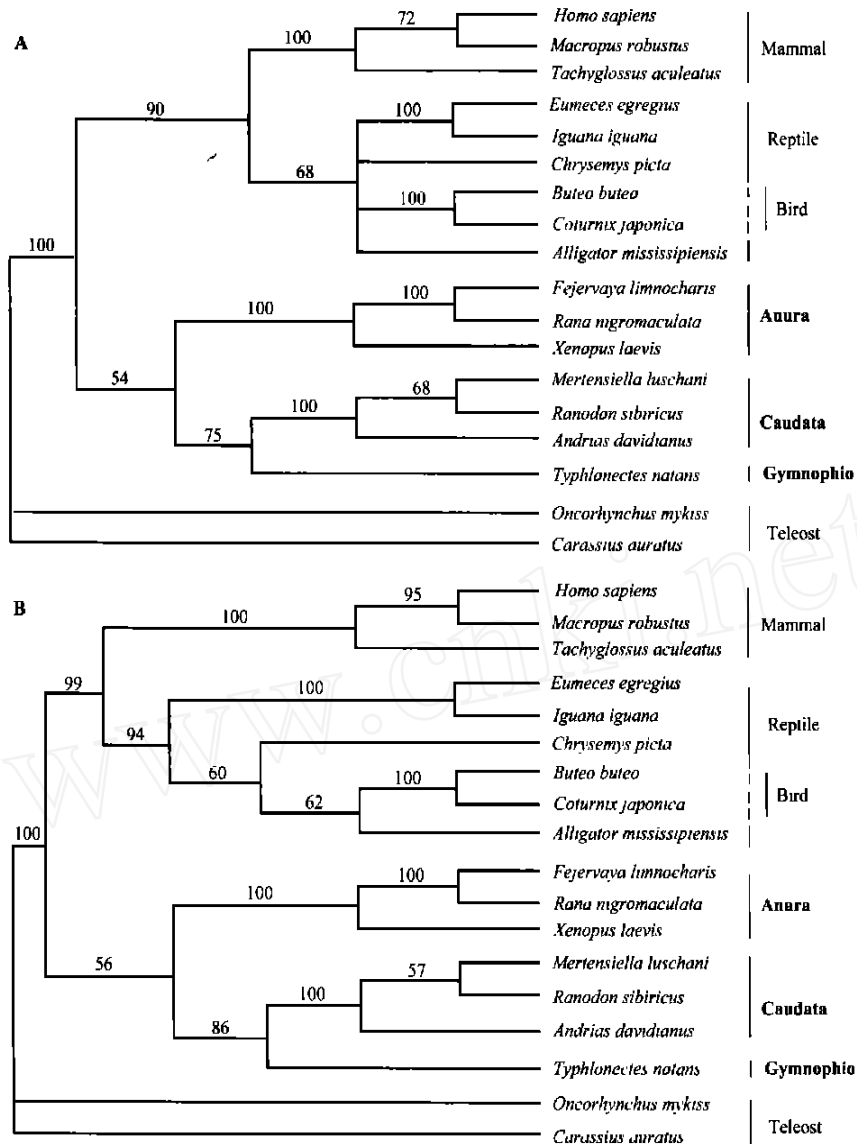 A
72
Homo sapiens
100
Macropus robustus
Mammal
Tachyglossus aculeatus
90
100
Eumeces egregius
Iguana iguana
Reptile
68
Chrysemys picta
100
Buteo buteo
Bird
Coturnix japonica
100
Alligator mississipiensis
100
Fejervaya limnocharis
100
Rana nigromaculata
Auura
Xenopus laevis
54
68
Mertensiella luschani
100
Ranodon sibiricus
Caudata
75
Andrias davidianus
Typhlonectes natans
Gymnophio
Oncorhynchus mykiss
Teleost
Carassius auratus
B
95
Homo sapiens
100
Macropus robustus
Mammal
Tachyglossus aculeatus
99
100
Eumeces egregius
Iguana iguana
Reptile
94
Chrysemys picta
60
100
Buteo buteo
Bird
62
Coturnix japonica
100
Alligator mississipiensis
100
Fejervaya limnocharis
100
Rana nigromaculata
Anura
Xenopus laevis
56
57
Mertensiella luschani
100
Ranodon sibiricus
Caudata
86
Andrias davidianus
Typhlonectes natans
Gymnophio
Oncorhynchus mykiss
Teleost
Carassius auratus
www.cnki.net